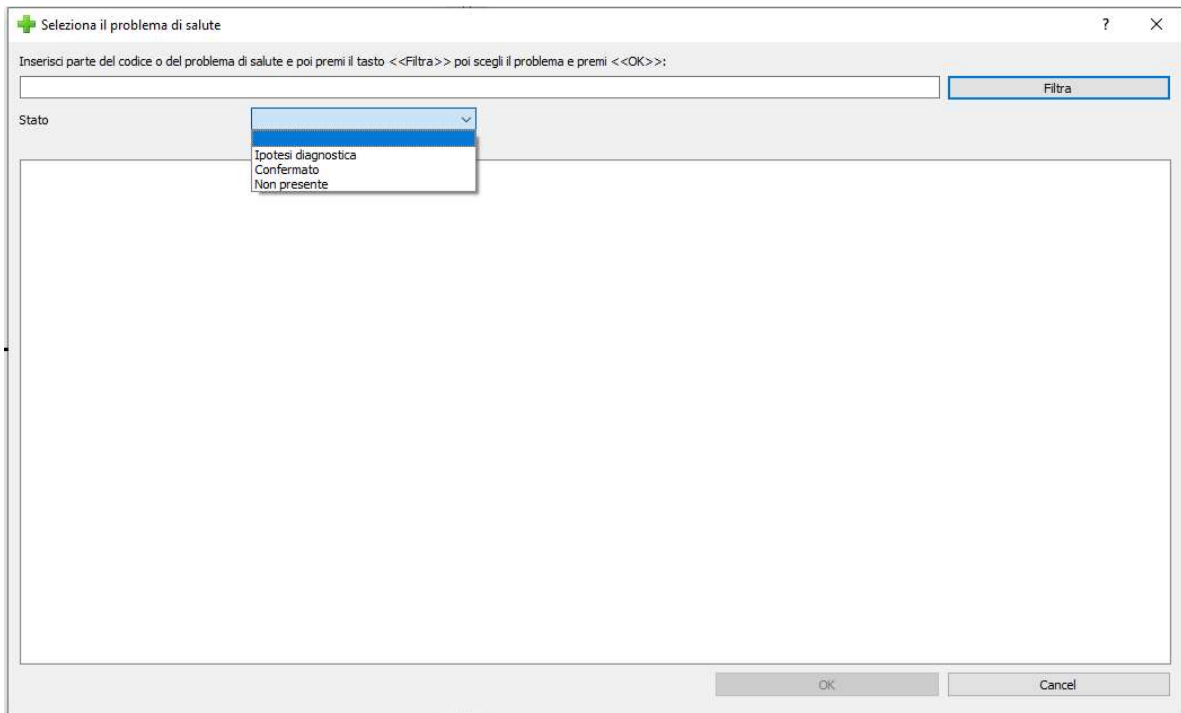 Seleziona il problema di salute
?
Inserisci parte del codice o del problema di salute e poi premi il tasto <<Filtra>> poi scegli il problema e premi <<OK>>:
Filtra
Stato
Ipotesi diagnostica
Confermato
Non presente
OK
Cancel